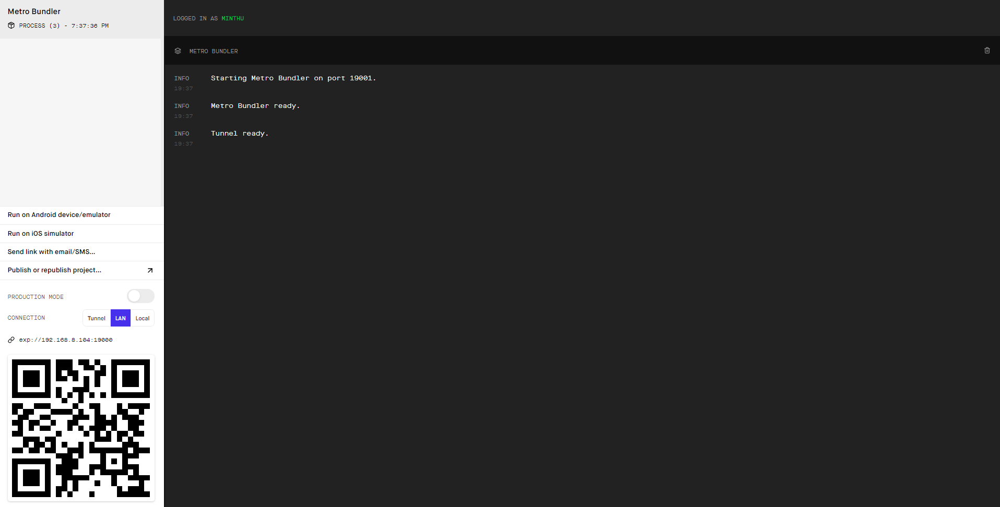 Metro Bundler
PROCESS (3) - 7:37:36 PM
Run on Android device/emulator
Run on iOS simulator
Send link with email/SMS...
Publish or republish project...
PRODUCTION MODE
CONNECTION
Tunnel
LAN
Local
exp://192.168.8.104:19000
LOGGED IN AS MINTHU
METRO BUNDLER
INFO Starting Metro Bundler on port 19001.
19:37
INFO Metro Bundler ready.
19:37
INFO Tunnel ready.
19:37